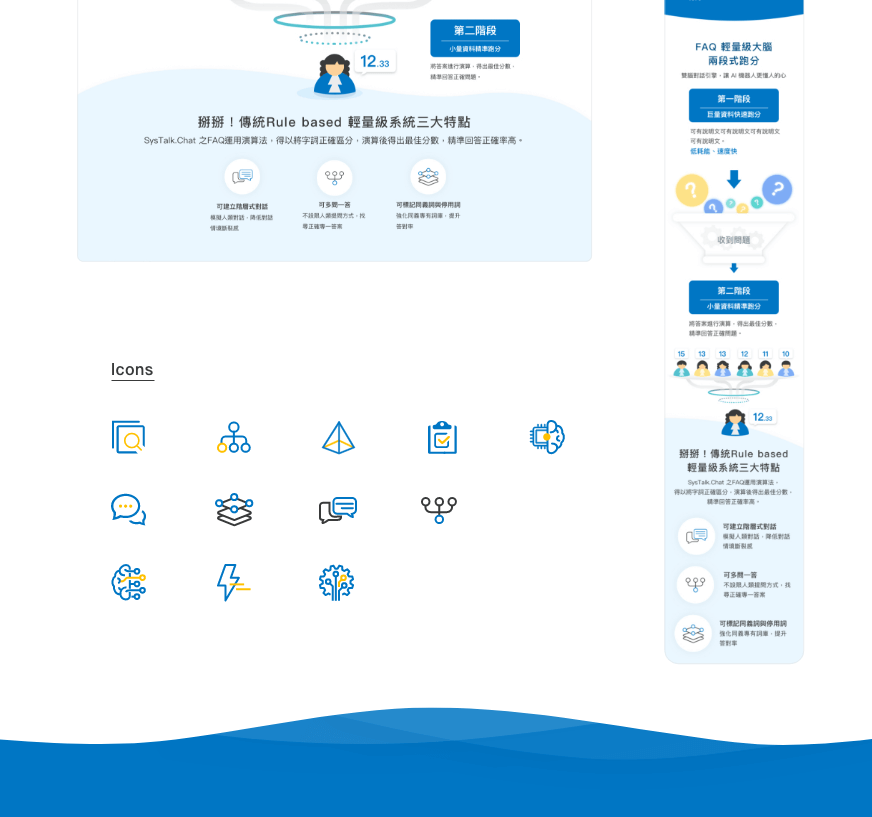 第二階段
小量資料精準跑分
將答案進行演算，得出最佳分數，
精準回答正確問題。
12.33
掰掰！傳統Rule based 輕量級系統三大特點
SysTalk.Chat 之FAQ運用演算法，得以將字詞正確區分，演算後得出最佳分數，精準回答正確率高。
可建立階層式對話
模擬人類對話，降低對話
情境斷裂感
可多問一答
不設限人類提問方式，找
尋正確專一答案
可標記同義詞與停用詞
強化同義專有詞庫，提升
答對率
Icons
FAQ 輕量級大腦
兩段式跑分
雙腦對話引擎，讓 AI 機器人更懂人的心
第一階段
巨量資料快速跑分
可有說明文可有說明文可有說明文
可有說明文。
低耗能、速度快
?
?
?
?
?
?
收到問題
第二階段
小量資料精準跑分
將答案進行演算，得出最佳分數，
精準回答正確問題。
15 13 13 12 11 10
12.33
掰掰！傳統Rule based
輕量級系統三大特點
SysTalk.Chat 之FAQ運用演算法，
得以將字詞正確區分，演算後得出最佳分數，
精準回答正確率高。
可建立階層式對話
模擬人類對話，降低對話
情境斷裂感
可多問一答
不設限人類提問方式，找
尋正確專一答案
可標記同義詞與停用詞
強化同義專有詞庫，提升
答對率